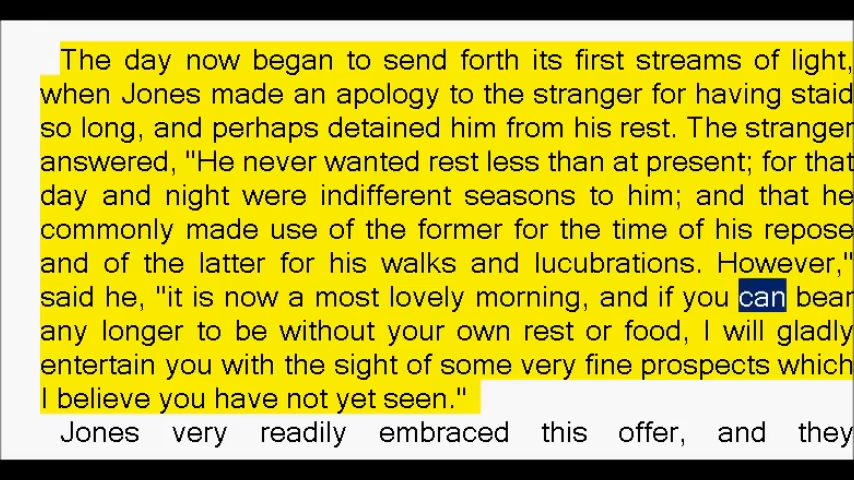 The day now began to send forth its first streams of light,
when Jones made an apology to the stranger for having staid
so long, and perhaps detained him from his rest. The stranger
answered, "He never wanted rest less than at present; for that
day and night were indifferent seasons to him; and that he
commonly made use of the former for the time of his repose
and of the latter for his walks and lucubrations. However,"
said he, "it is now a most lovely morning, and if you can bear
any longer to be without your own rest or food, I will gladly
entertain you with the sight of some very fine prospects which
I believe you have not yet seen."
Jones very readily embraced this offer, and they